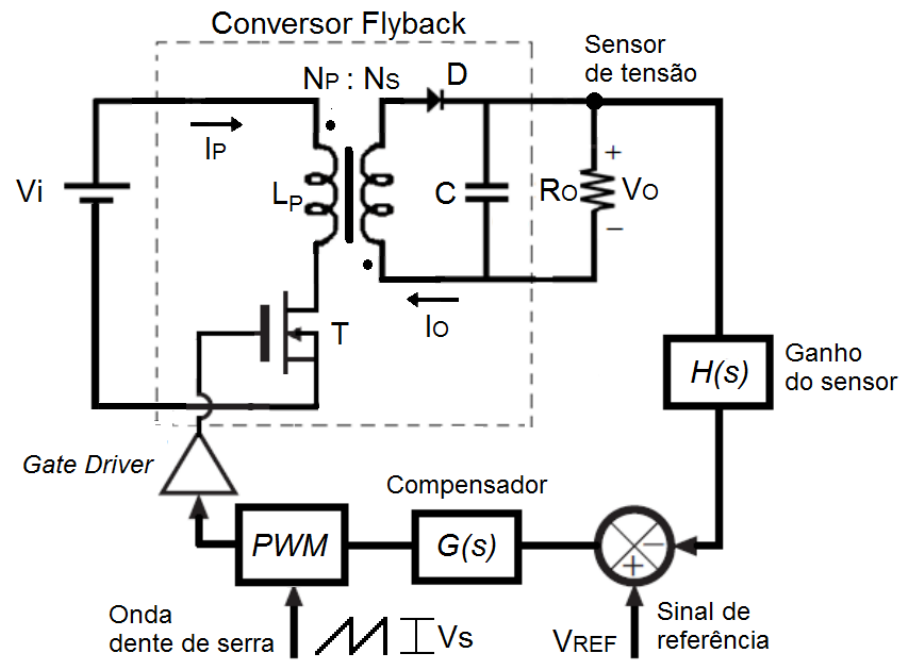 Conversor Flyback
Sensor
de tensão
NP : NS
D
IP
Vi
LP
C
RO
+
VO
−
T
IO
H(s)
Ganho
do sensor
Gate Driver
Compensador
PWM
G(s)
−
+
Onda
dente de serra
Vs
VREF
Sinal de
referência